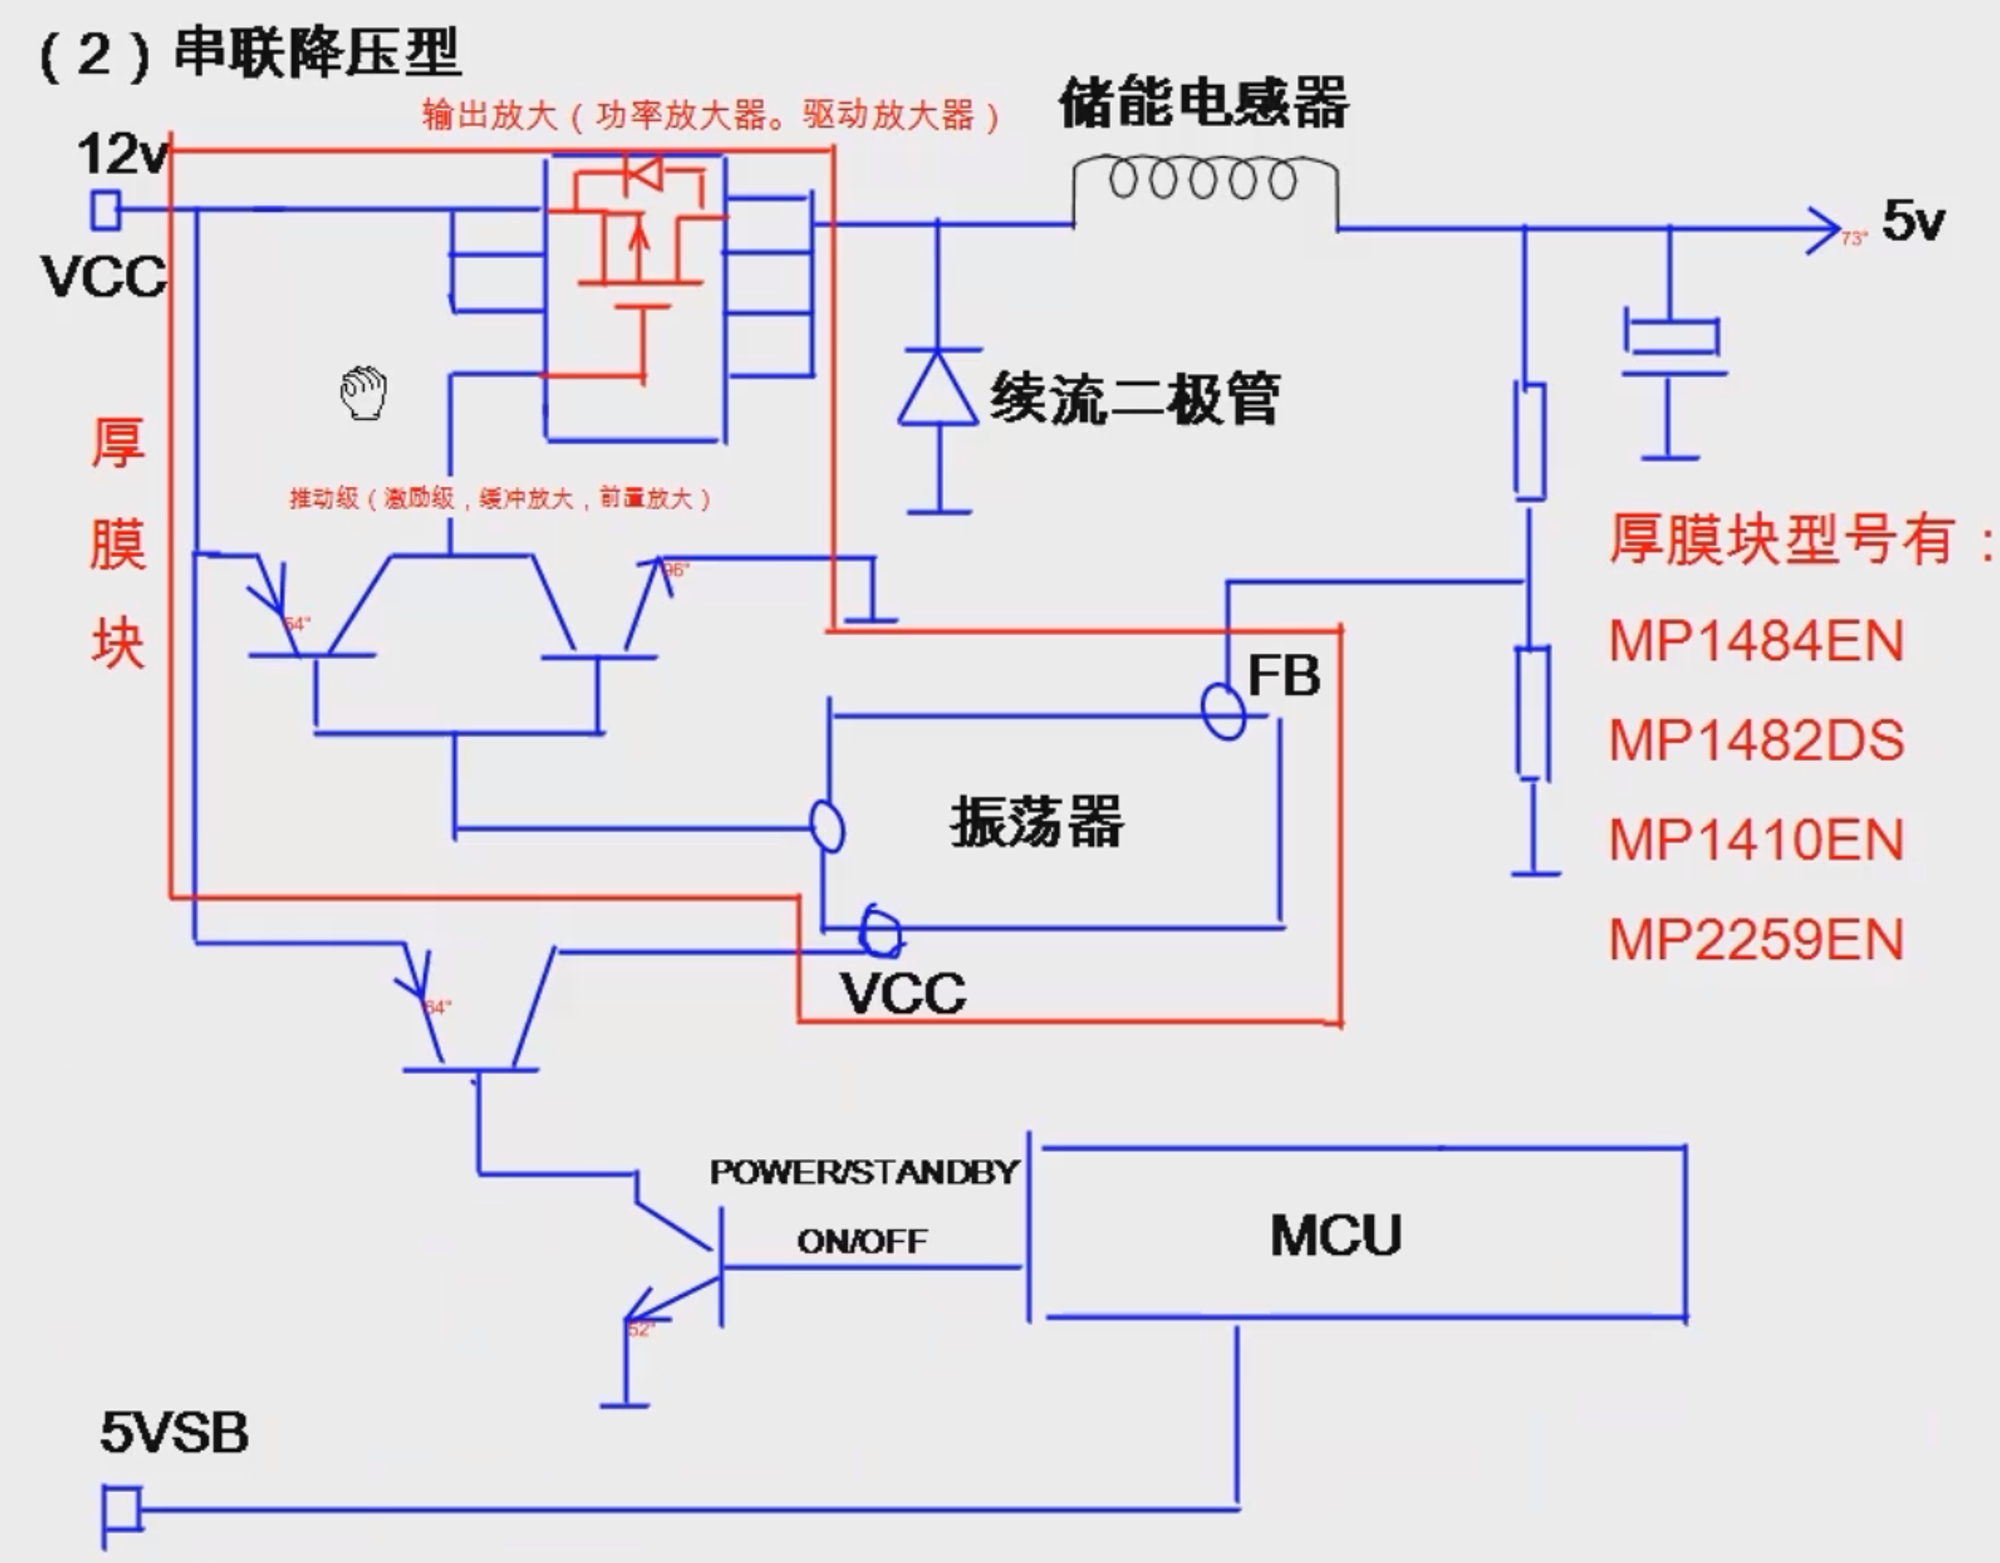 （2）串联降压型
输出放大（功率放大器。驱动放大器）
储能电感器
12v
VCC
5v
73°
续流二极管
厚
膜
块
推动级（激励级，缓冲放大，前置放大）
厚膜块型号有：
MP1484EN
MP1482DS
MP1410EN
MP2259EN
64°
96°
FB
振荡器
VCC
64°
POWER/STANDBY
ON/OFF
MCU
52°
5VSB